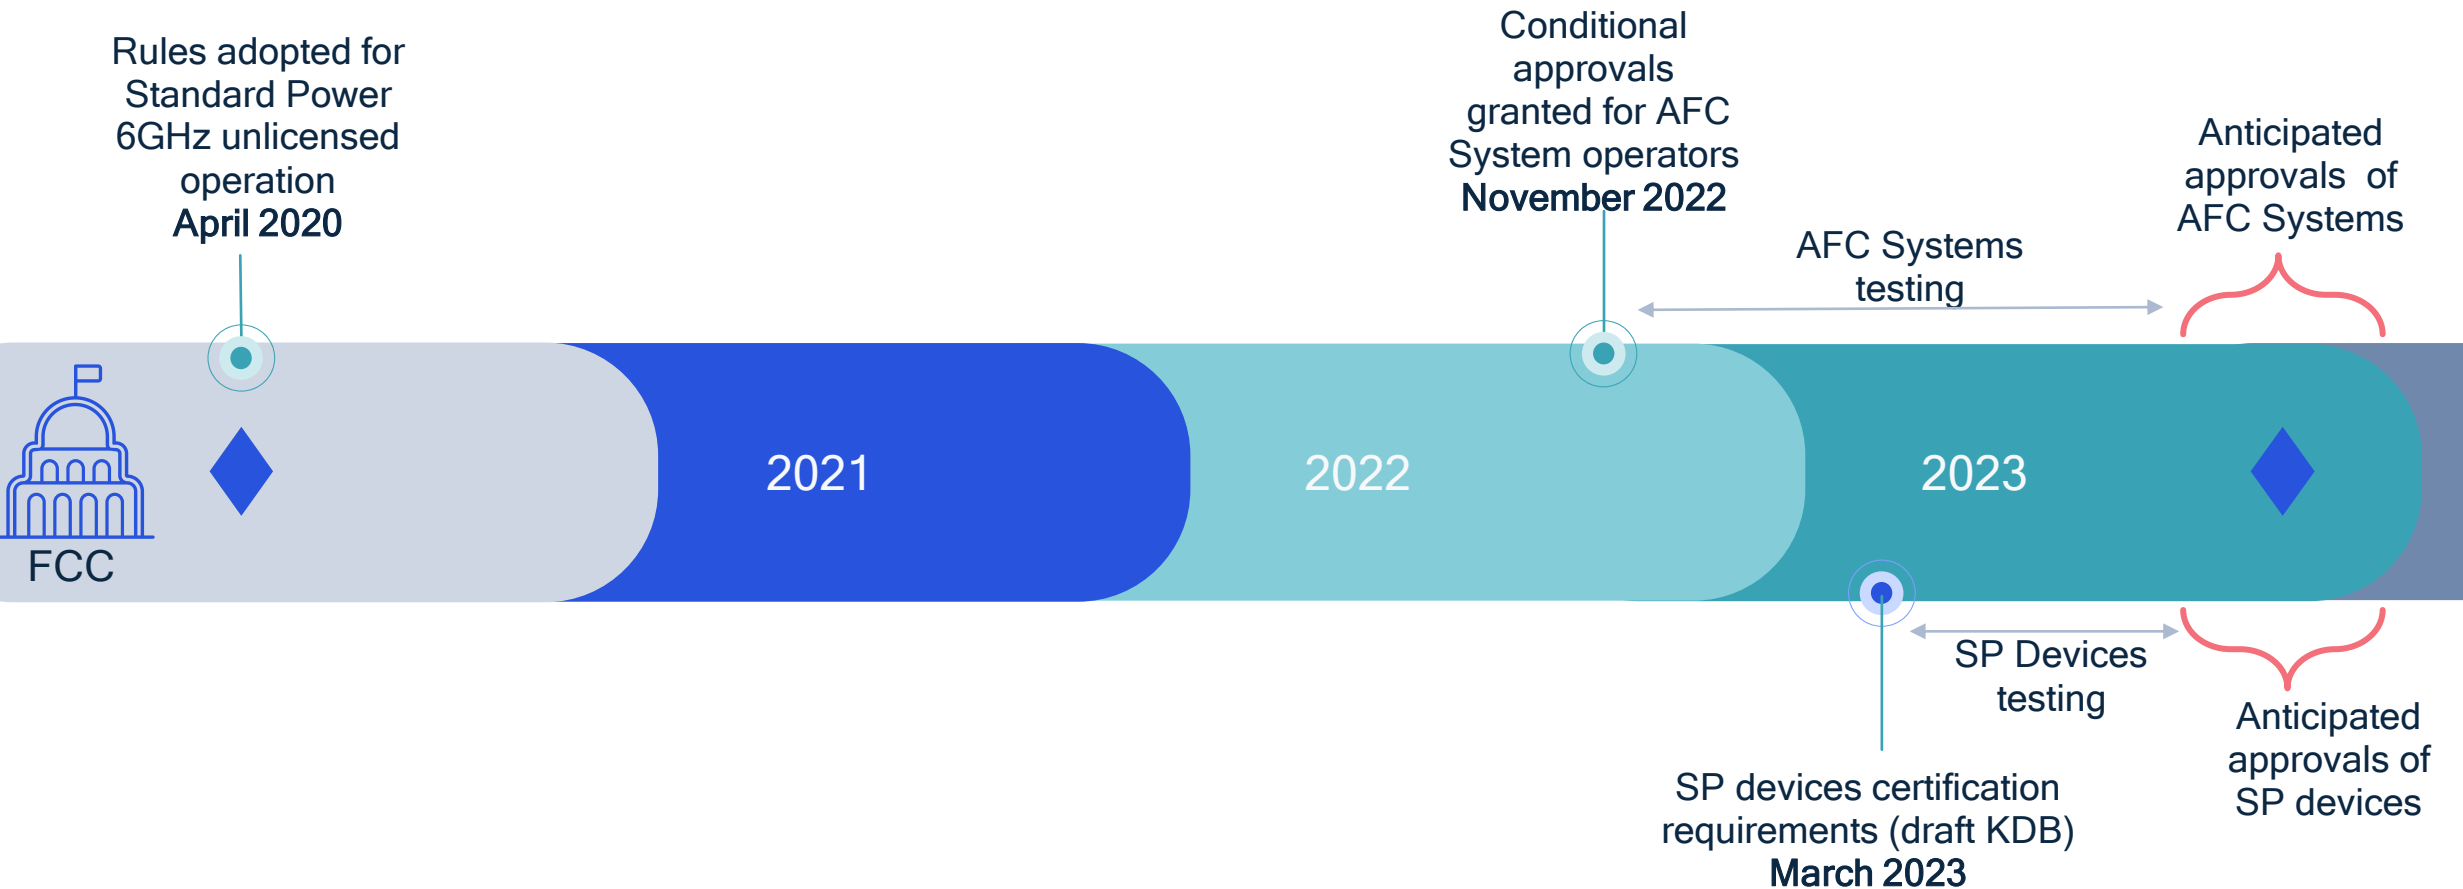 Rules adopted for
Standard Power
6GHz unlicensed
operation
April 2020
Conditional
approvals
granted for AFC
System operators
November 2022
AFC Systems
testing
Anticipated
approvals of
AFC Systems
FCC
2021
2022
2023
SP Devices
testing
SP devices certification
requirements (draft KDB)
March 2023
Anticipated
approvals of
SP devices